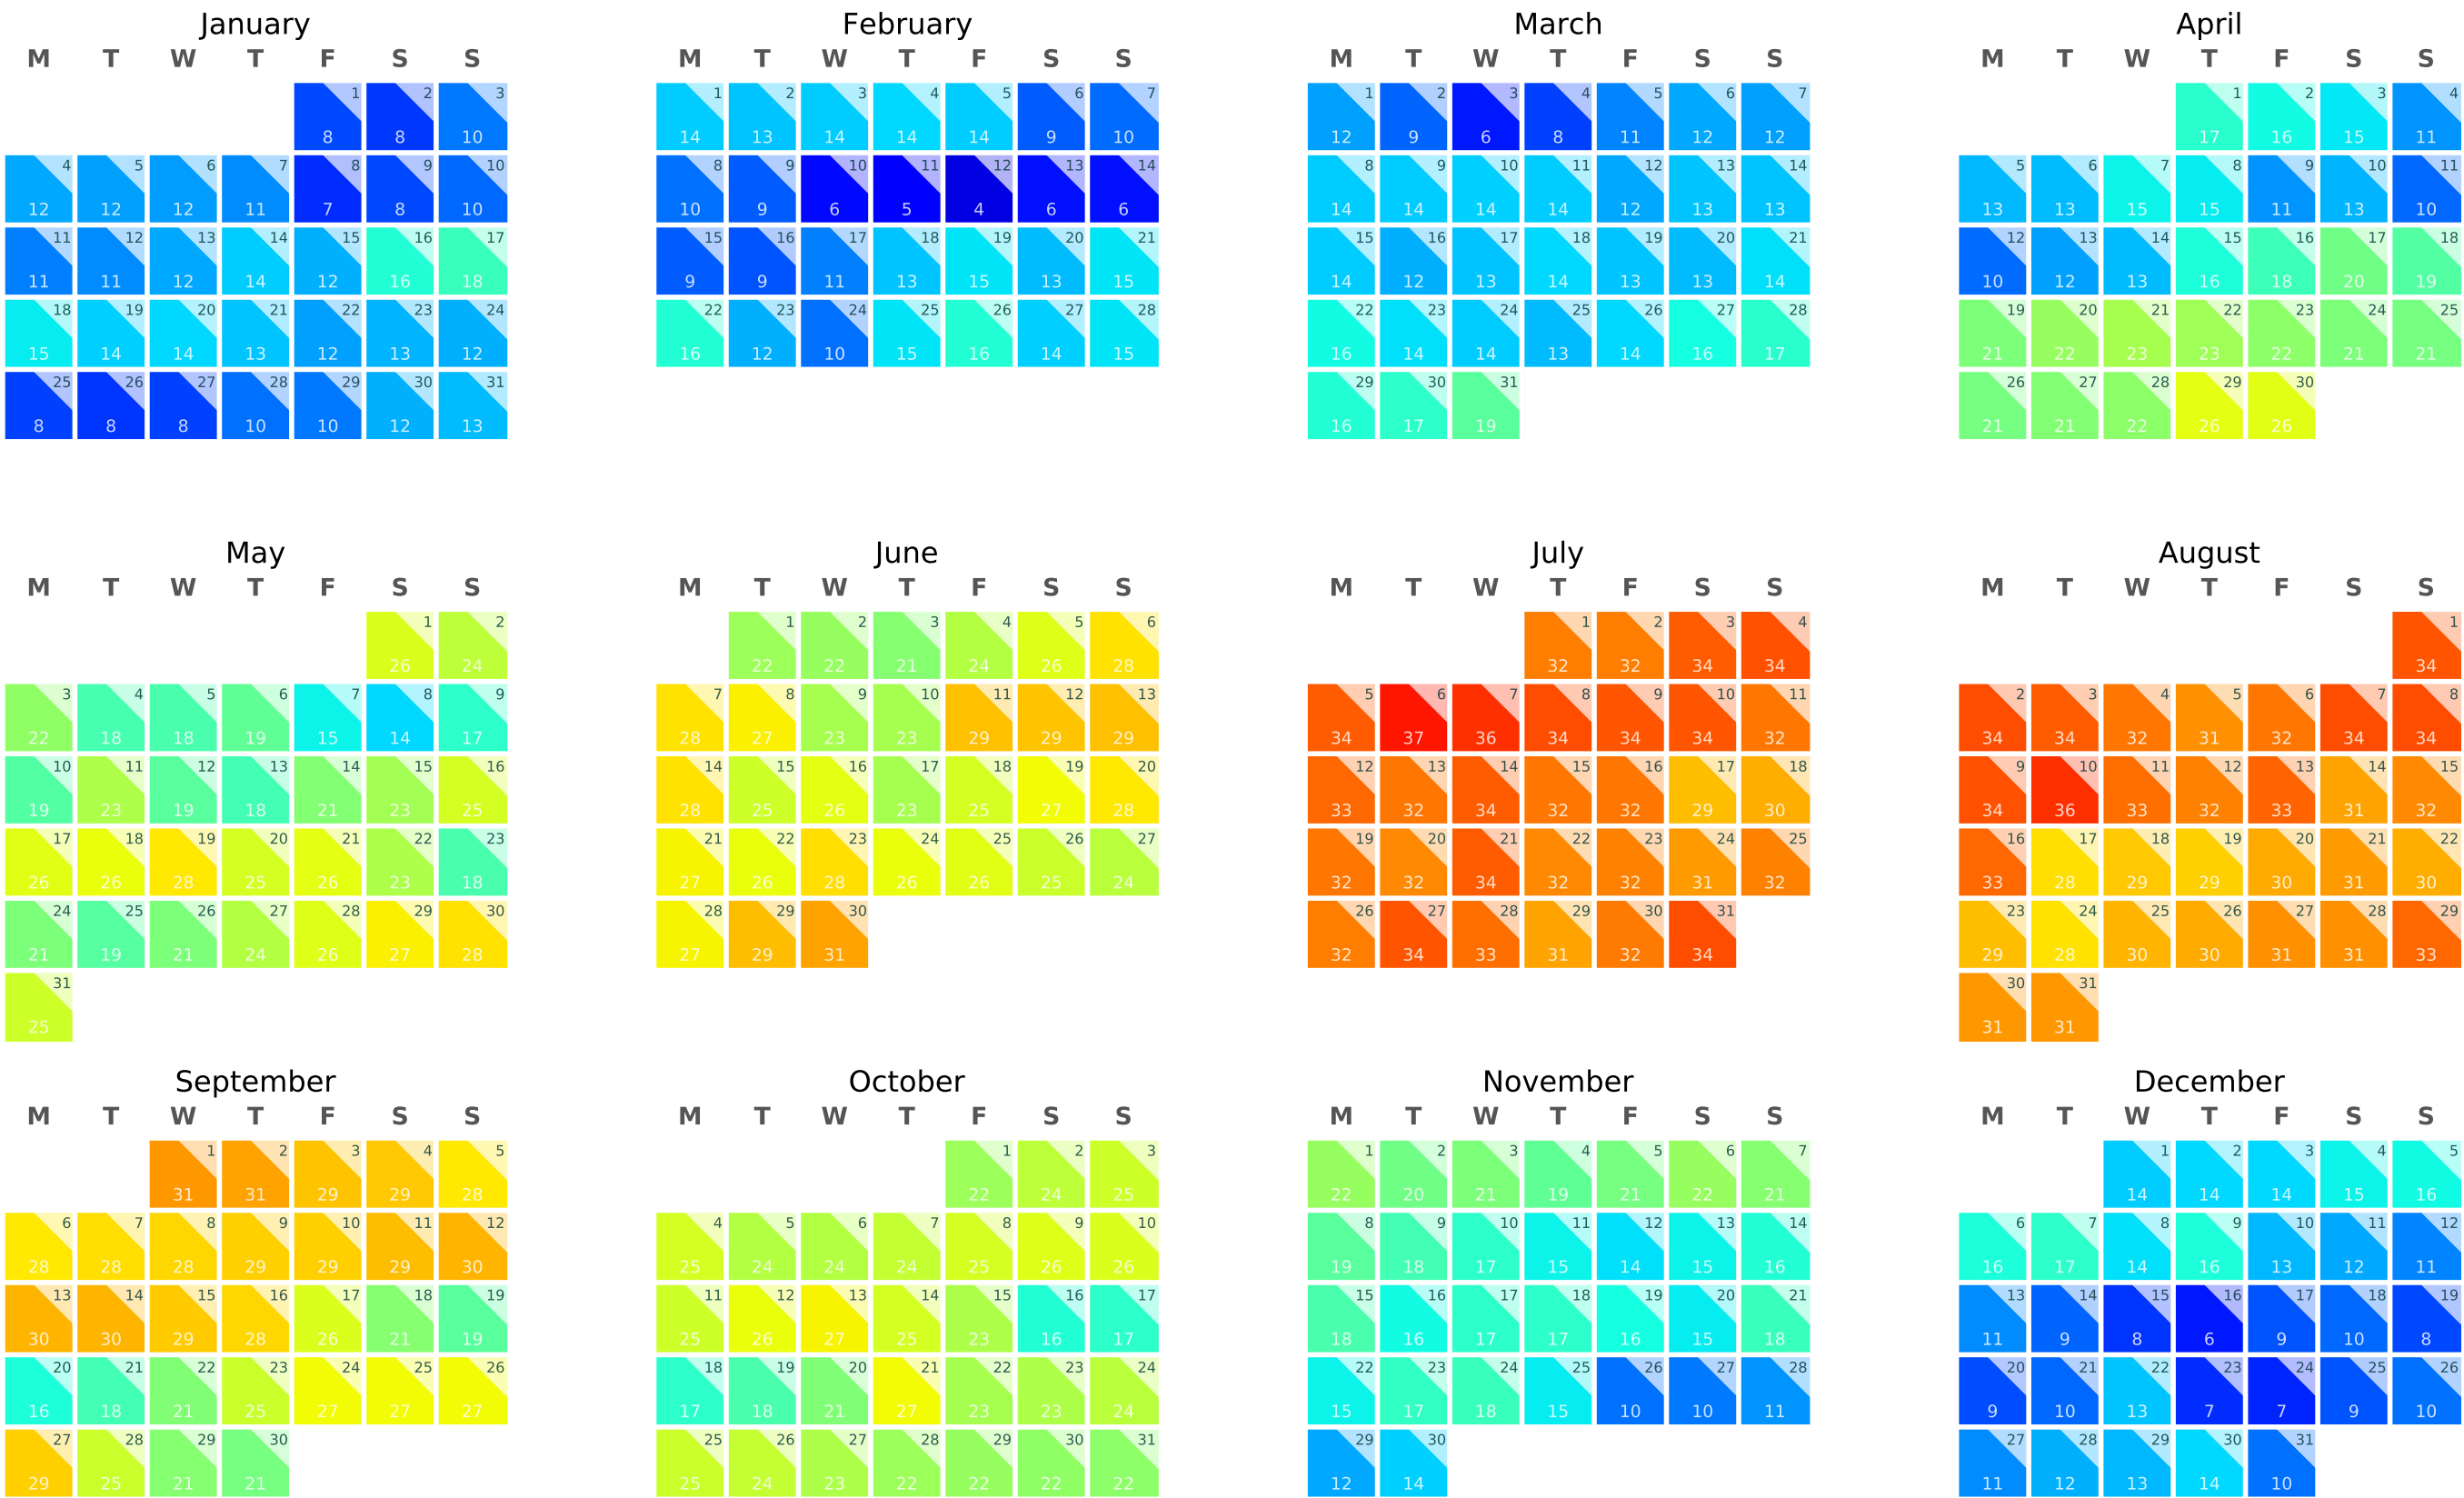 January February March April
M T W T F S S M T W T F S S M T W T F S S M T W T F S S
1 2 3 1 2 3 4 5 6 7 1 2 3 4 5 6 7 1 2 3 4
8 8 10 14 13 14 14 14 9 10 12 9 6 8 11 12 12 17 16 15 11
4 5 6 7 8 9 10 8 9 10 11 12 13 14 8 9 10 11 12 13 14 5 6 7 8 9 10 11
12 12 12 11 7 8 10 10 9 6 5 4 6 6 14 14 14 14 12 13 13 13 13 15 15 11 13 10
11 12 13 14 15 16 17 15 16 17 18 19 20 21 15 16 17 18 19 20 21 12 13 14 15 16 17 18
11 11 12 14 12 16 18 9 9 11 13 15 13 15 14 12 13 14 13 13 14 10 12 13 16 18 20 19
18 19 20 21 22 23 24 22 23 24 25 26 27 28 22 23 24 25 26 27 28 19 20 21 22 23 24 25
15 14 14 13 12 13 12 16 12 10 15 16 14 15 16 14 14 13 14 16 17 21 22 23 23 22 21 21
25 26 27 28 29 30 31 29 30 31 26 27 28 29 30
8 8 8 10 10 12 13 16 17 19 21 21 22 26 26
May June July August
M T W T F S S M T W T F S S M T W T F S S M T W T F S S
1 2 1 2 3 4 5 6 1 2 3 4 1
26 24 22 22 21 24 26 28 32 32 34 34 34
3 4 5 6 7 8 9 7 8 9 10 11 12 13 5 6 7 8 9 10 11 2 3 4 5 6 7 8
22 18 18 19 15 14 17 28 27 23 23 29 29 29 34 37 36 34 34 34 32 34 34 32 31 32 34 34
10 11 12 13 14 15 16 14 15 16 17 18 19 20 12 13 14 15 16 17 18 9 10 11 12 13 14 15
19 23 19 18 21 23 25 28 25 26 23 25 27 28 33 32 34 32 32 29 30 34 36 33 32 33 31 32
17 18 19 20 21 22 23 21 22 23 24 25 26 27 19 20 21 22 23 24 25 16 17 18 19 20 21 22
26 26 28 25 26 23 18 27 26 28 26 26 25 24 32 32 34 32 32 31 32 33 28 29 29 30 31 30
24 25 26 27 28 29 30 28 29 30 26 27 28 29 30 31 23 24 25 26 27 28 29
21 19 21 24 26 27 28 27 29 31 32 34 33 31 32 34 29 28 30 30 31 31 33
31 30 31
25 31 31
September October November December
M T W T F S S M T W T F S S M T W T F S S M T W T F S S
1 2 3 4 5 1 2 3 1 2 3 4 5 6 7 1 2 3 4 5
31 31 29 29 28 22 24 25 22 20 21 19 21 22 21 14 14 14 15 16
6 7 8 9 10 11 12 4 5 6 7 8 9 10 8 9 10 11 12 13 14 6 7 8 9 10 11 12
28 28 28 29 29 29 30 25 24 24 24 25 26 26 19 18 17 15 14 15 16 16 17 14 16 13 12 11
13 14 15 16 17 18 19 11 12 13 14 15 16 17 15 16 17 18 19 20 21 13 14 15 16 17 18 19
30 30 29 28 26 21 19 25 26 27 25 23 16 17 18 16 17 17 16 15 18 11 9 8 6 9 10 8
20 21 22 23 24 25 26 18 19 20 21 22 23 24 22 23 24 25 26 27 28 20 21 22 23 24 25 26
16 18 21 25 27 27 27 17 18 21 27 23 23 24 15 17 18 15 10 10 11 9 10 13 7 7 9 10
27 28 29 30 25 26 27 28 29 30 31 29 30 27 28 29 30 31
29 25 21 21 25 24 23 22 22 22 22 12 14 11 12 13 14 10